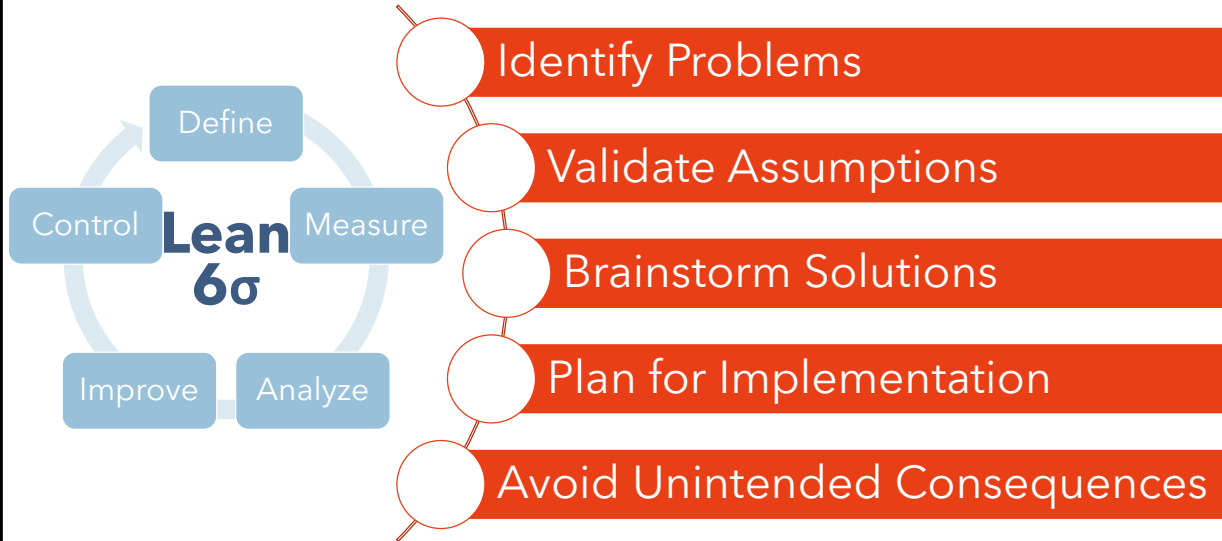 Define
Measure
Analyze
Improve
Control
Lean
6σ
Identify Problems
Validate Assumptions
Brainstorm Solutions
Plan for Implementation
Avoid Unintended Consequences